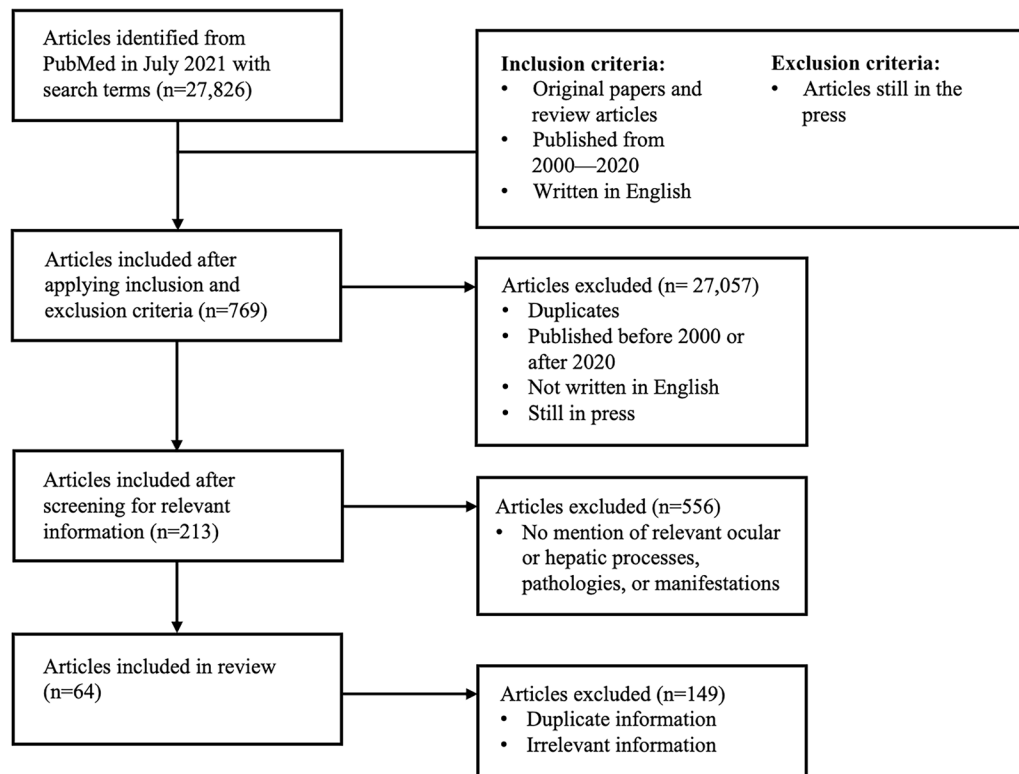 Articles identified from
PubMed in July 2021 with
search terms (n=27,826)
Inclusion criteria:
• Original papers and
review articles
• Published from
2000—2020
• Written in English
Exclusion criteria:
• Articles still in the
press
Articles included after
applying inclusion and
exclusion criteria (n=769)
Articles excluded (n= 27,057)
• Duplicates
• Published before 2000 or
after 2020
• Not written in English
• Still in press
Articles included after
screening for relevant
information (n=213)
Articles excluded (n=556)
• No mention of relevant ocular
or hepatic processes,
pathologies, or manifestations
Articles included in review
(n=64)
Articles excluded (n=149)
• Duplicate information
• Irrelevant information